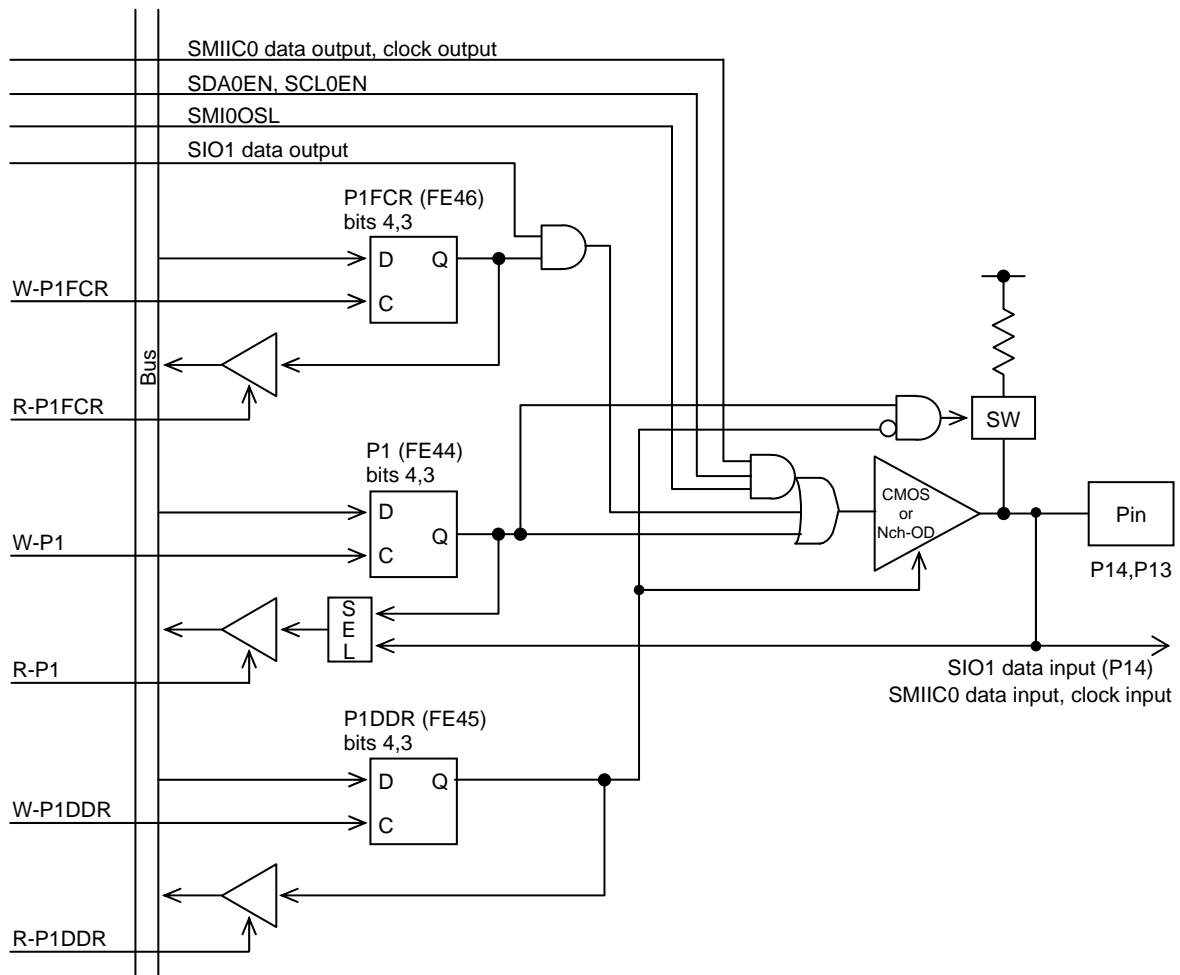 SMIIC0 data output, clock output
SDA0EN, SCL0EN
SMI0OSL
SIO1 data output
P1FCR (FE46)
bits 4,3
D Q
W-P1FCR
C
Bus
R-P1FCR
SW
P1 (FE44)
bits 4,3
CMOS
or
Nch-OD
D
Q
Pin
W-P1
C
P14,P13
S
E
L
R-P1
SIO1 data input (P14)
SMIIC0 data input, clock input
P1DDR (FE45)
bits 4,3
D Q
W-P1DDR
C
R-P1DDR